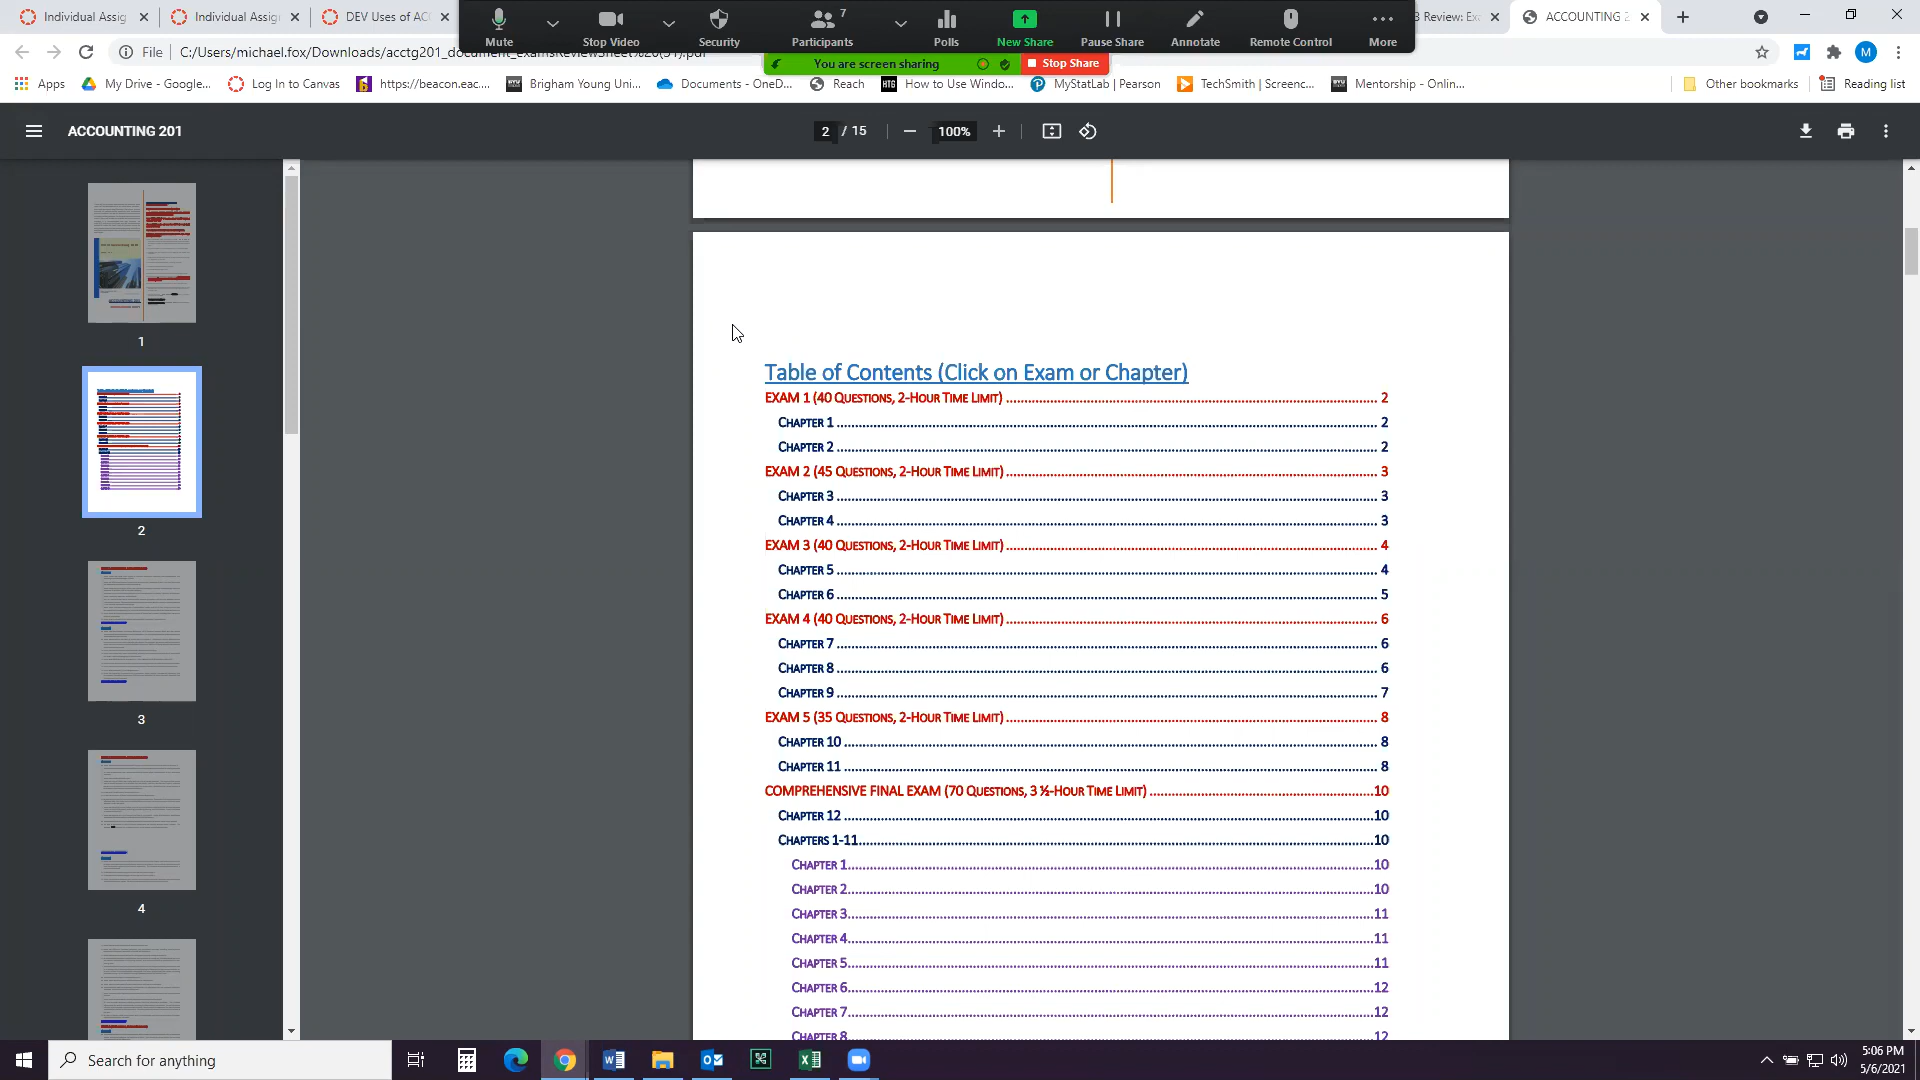 Individual Assig
Individual Assig
DEV Uses of AC
Mute
Stop Video
Security
Participants
7
Polls
New Share
Pause Share
Annotate
Remote Control
More
3 Review: Ex
ACCOUNTING 2
File
C:/Users/michael.fox/Downloads/acctg201_document_examsReviewSheet%20(51).pdf
You are screen sharing
Stop Share
M
Apps
My Drive - Google...
Log In to Canvas
https://beacon.eac....
Brigham Young Uni...
Documents - OneD...
Reach
How to Use Windo...
MyStatLab | Pearson
TechSmith | Screenc...
Mentorship - Onlin...
Other bookmarks
Reading list
ACCOUNTING 201
2 / 15
100%
1
2
3
4
Table of Contents (Click on Exam or Chapter)
EXAM 1 (40 QUESTIONS, 2-HOUR TIME LIMIT) 2
CHAPTER 1 2
CHAPTER 2 2
EXAM 2 (45 QUESTIONS, 2-HOUR TIME LIMIT) 3
CHAPTER 3 3
CHAPTER 4 3
EXAM 3 (40 QUESTIONS, 2-HOUR TIME LIMIT) 4
CHAPTER 5 4
CHAPTER 6 5
EXAM 4 (40 QUESTIONS, 2-HOUR TIME LIMIT) 6
CHAPTER 7 6
CHAPTER 8 6
CHAPTER 9 7
EXAM 5 (35 QUESTIONS, 2-HOUR TIME LIMIT) 8
CHAPTER 10 8
CHAPTER 11 8
COMPREHENSIVE FINAL EXAM (70 QUESTIONS, 3 ½-HOUR TIME LIMIT) 10
CHAPTER 12 10
CHAPTERS 1-11 10
CHAPTER 1 10
CHAPTER 2 10
CHAPTER 3 11
CHAPTER 4 11
CHAPTER 5 11
CHAPTER 6 12
CHAPTER 7 12
CHAPTER 8 12
Search for anything
5:06 PM
5/6/2021